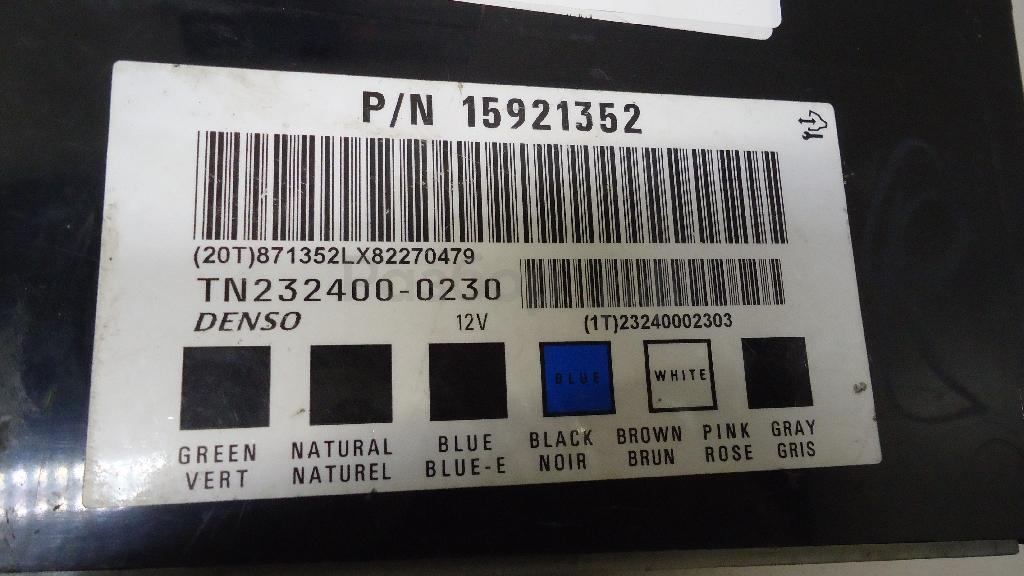 P/N 15921352
(20T)871352LX82270479
TN232400-0230
DENSO 12V (1T)23240002303
BLUE WHITE
GREEN NATURAL BLUE BLACK BROWN PINK GRAY
VERT NATUREL BLUE-E NOIR BRUN ROSE GRIS